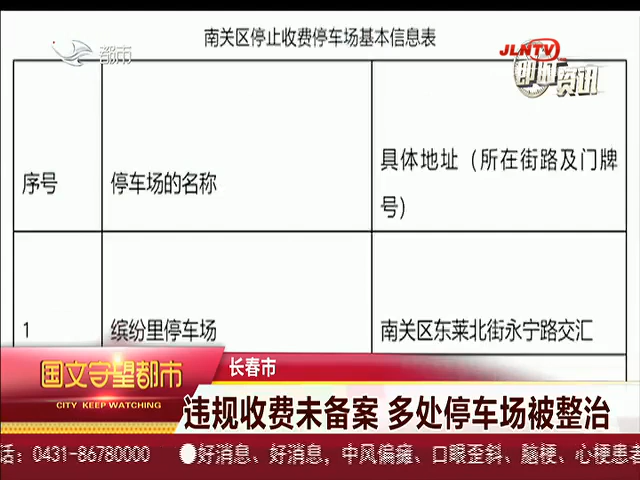 南关区停止收费停车场基本信息表
都市
JLNTV
即时资讯
序号
停车场的名称
具体地址（所在街路及门牌号）
1
缤纷里停车场
南关区东莱北街永宁路交汇
国文守望都市
CITY KEEP WATCHING
长春市
违规收费未备案 多处停车场被整治
话：0431-86780000 ●好消息、好消息，中风偏瘫、口眼歪斜、脑梗、心梗患者